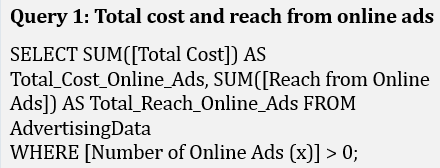 Query 1: Total cost and reach from online ads
SELECT SUM([Total Cost]) AS
Total_Cost_Online_Ads, SUM([Reach from Online
Ads]) AS Total_Reach_Online_Ads FROM
AdvertisingData
WHERE [Number of Online Ads (x)] > 0;